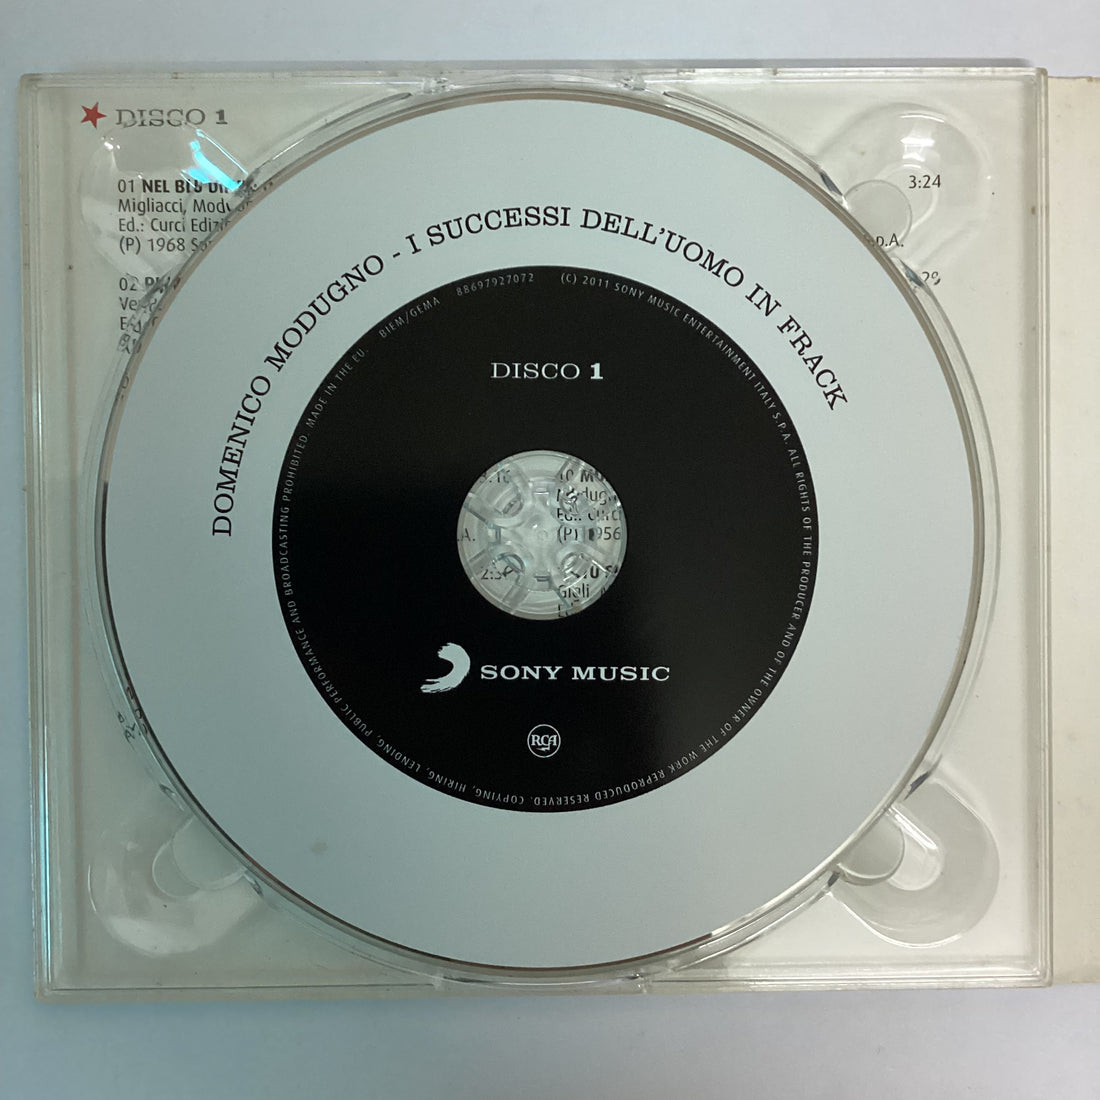 DISCO 1
01 NEL BLU
3:24
Migliacci,
Ed.: Curci
(P) 1968
S.p.A.
02
DOMENICO MODUGNO - I SUCCESSI DELL'UOMO IN FRACK
MADE IN THE EU. BIEM/GEMA 88697927072 (C) 2011 SONY MUSIC ENTERTAINMENT ITALY S.P.A. ALL RIGHTS OF THE PRODUCER AND OF THE OWNER OF THE WORK REPRODUCED RESERVED. COPYING, HIRING, LENDING, PUBLIC PERFORMANCE AND BROADCASTING PROHIBITED.
DISCO 1
10
(P) 1956
SONY MUSIC
RCA